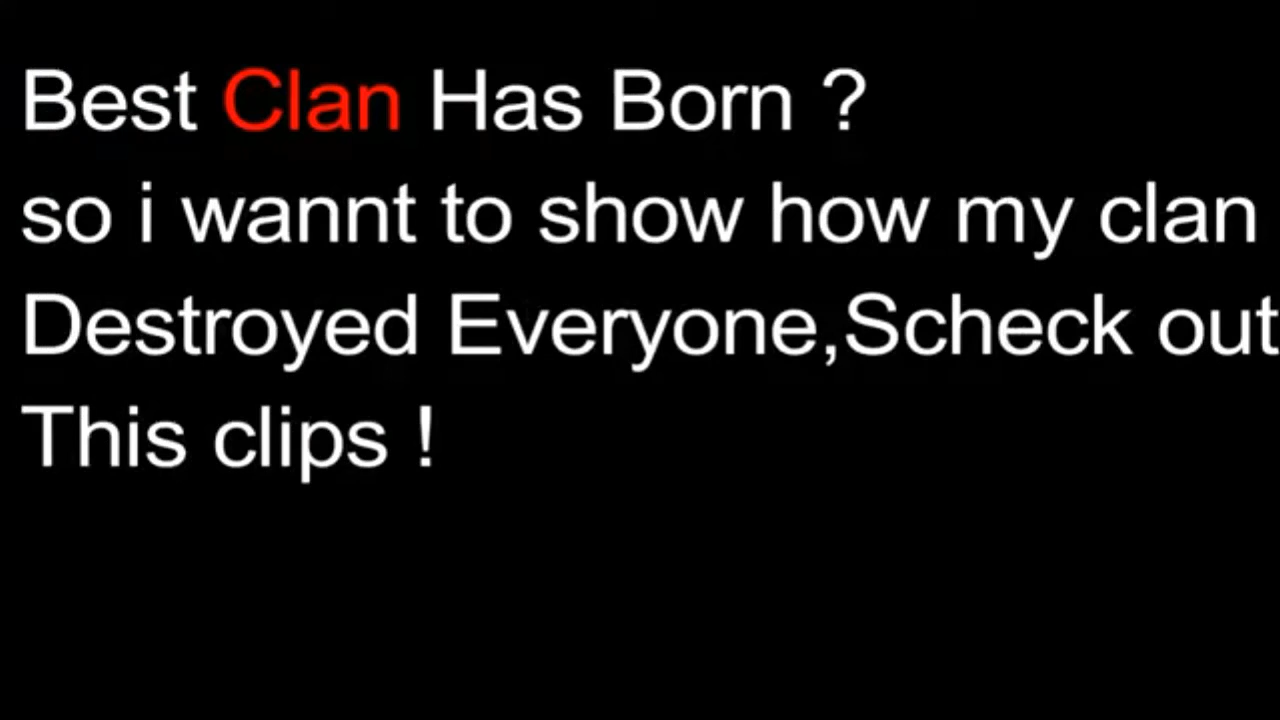 Best Clan Has Born ?
so i wannt to show how my clan
Destroyed Everyone,Scheck out
This clips !